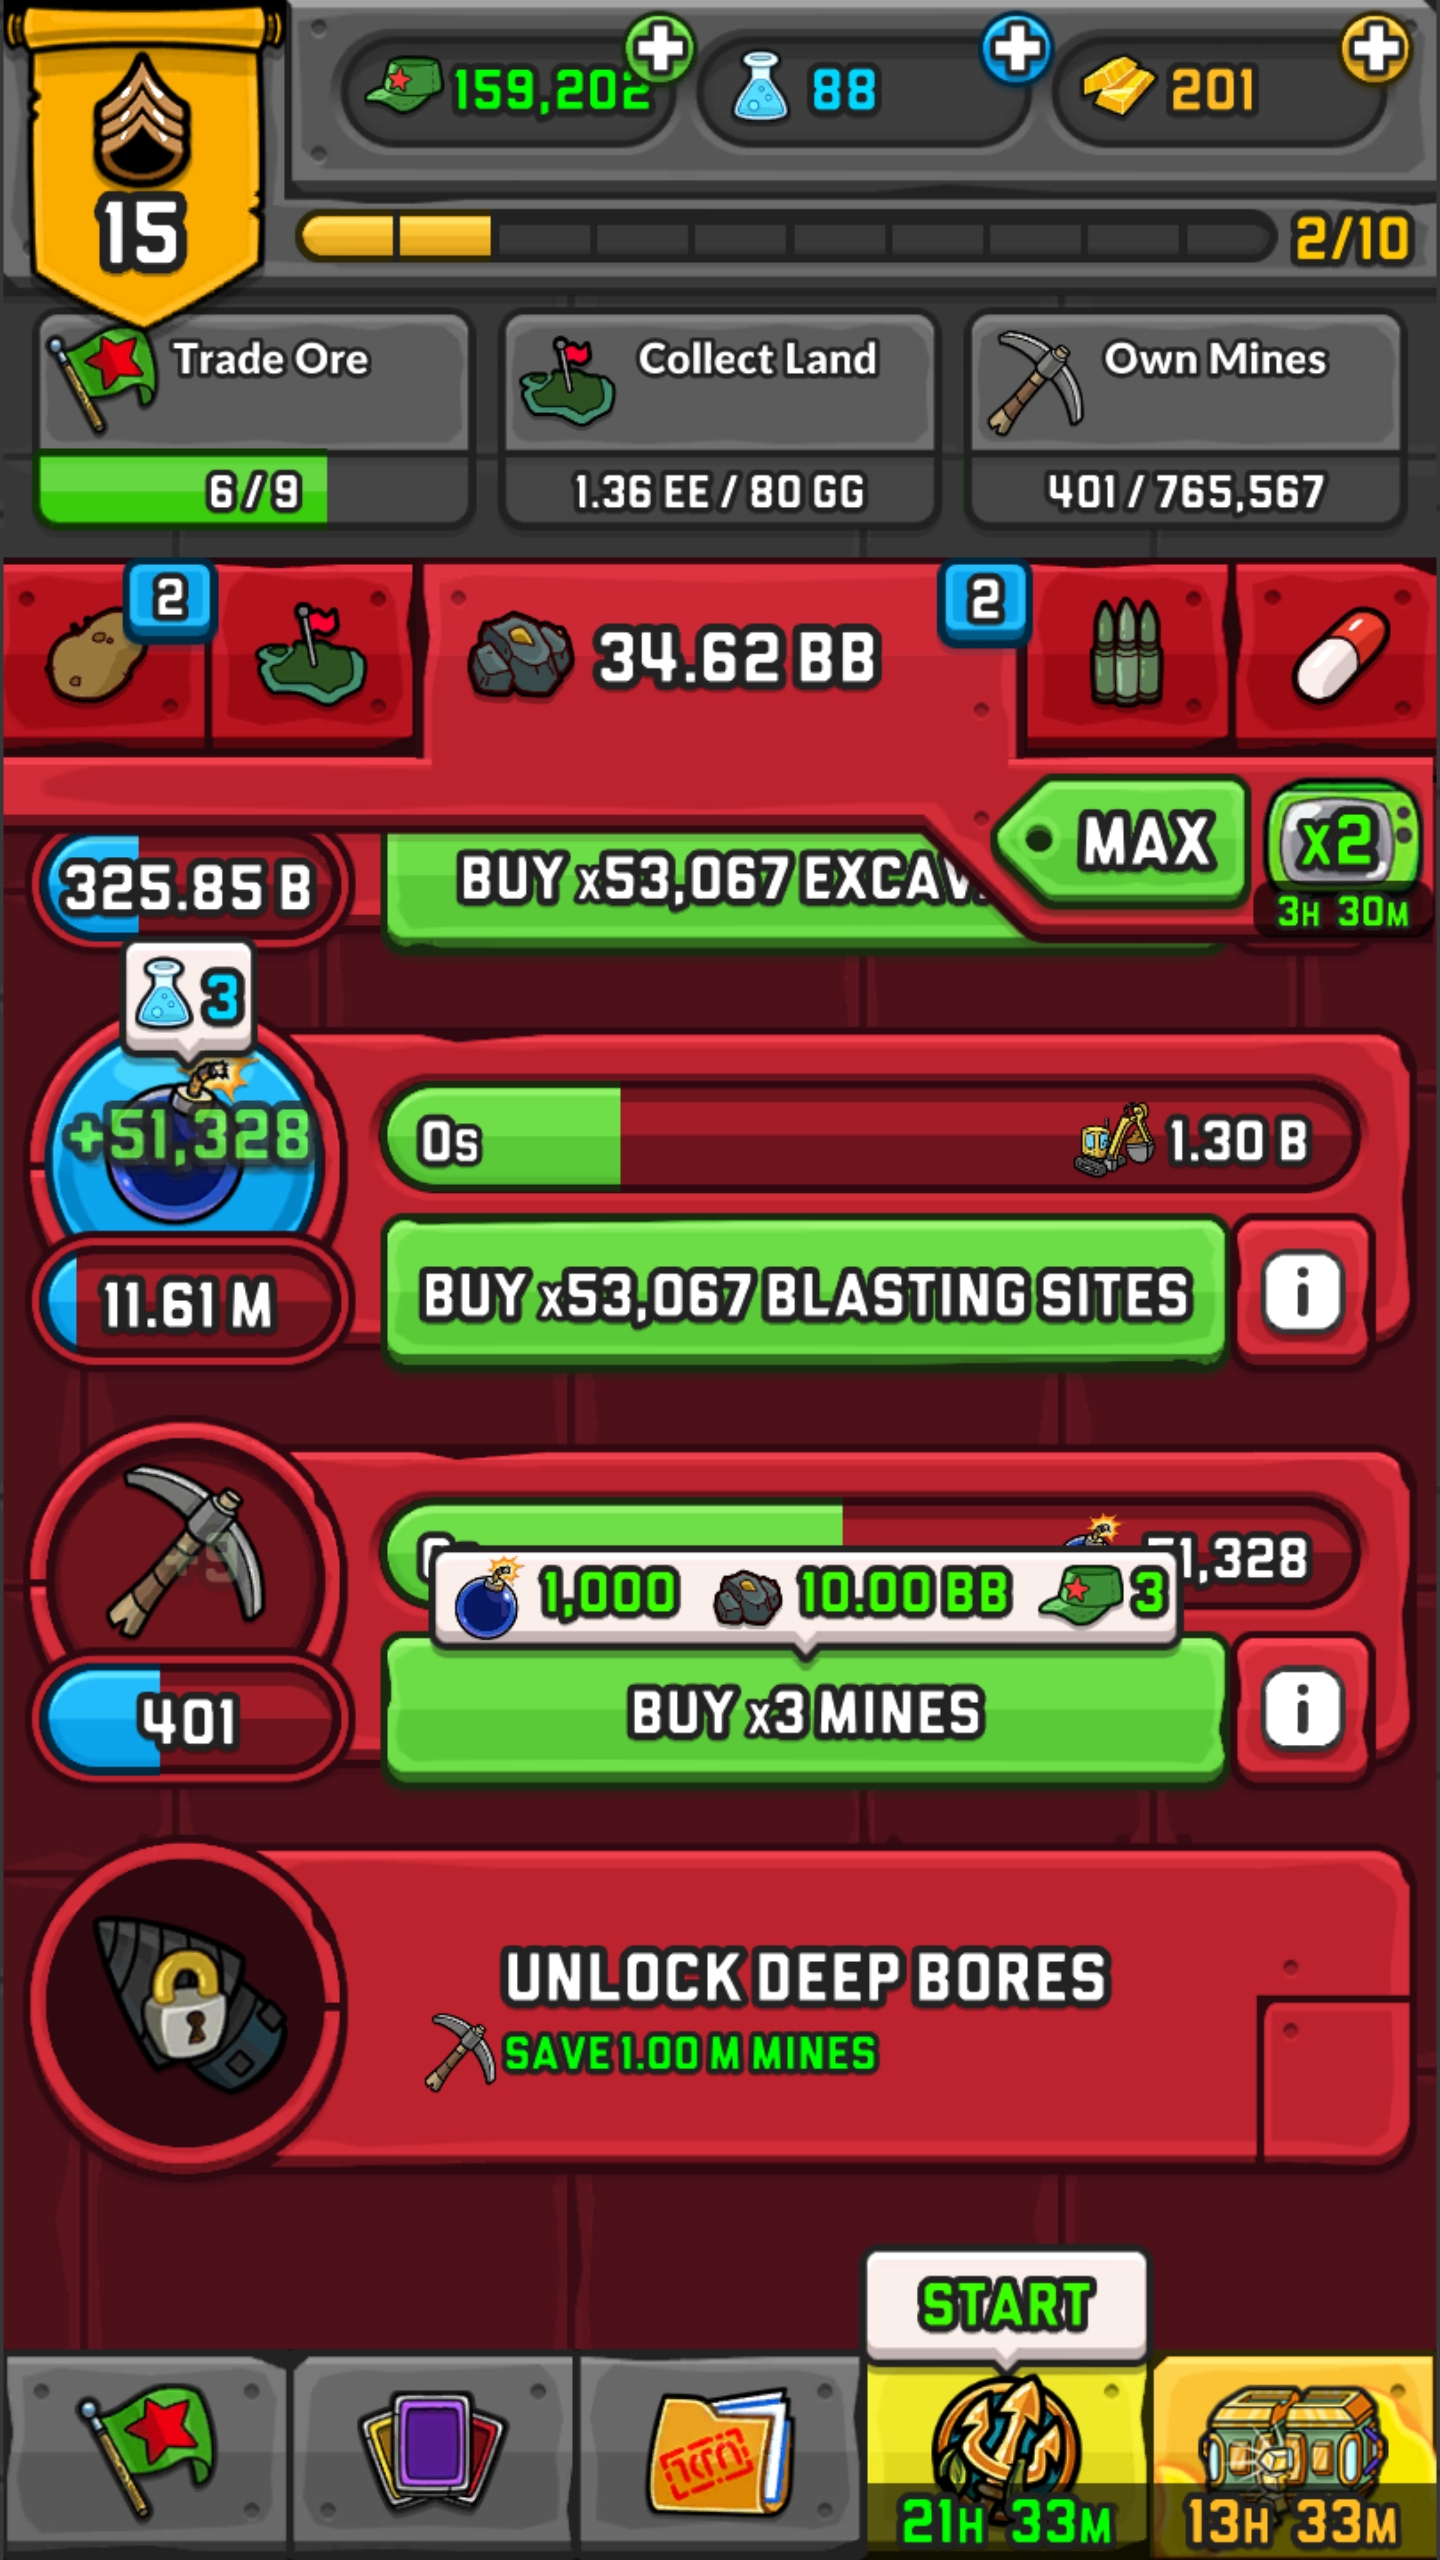 159,202
88
201
15
2/10
Trade Ore
Collect Land
Own Mines
6/9
1.36 EE / 80 GG
401 / 765,567
2
34.62 BB
2
MAX
x2
3H 30M
325.85 B
BUY x53,067
3
+51,328
0s
1.30 B
11.61 M
BUY x53,067 BLASTING SITES
i
+9
51,328
1,000
10.00 BB
3
401
BUY x3 MINES
i
UNLOCK DEEP BORES
SAVE 1.00 M MINES
START
21H 33M
13H 33M